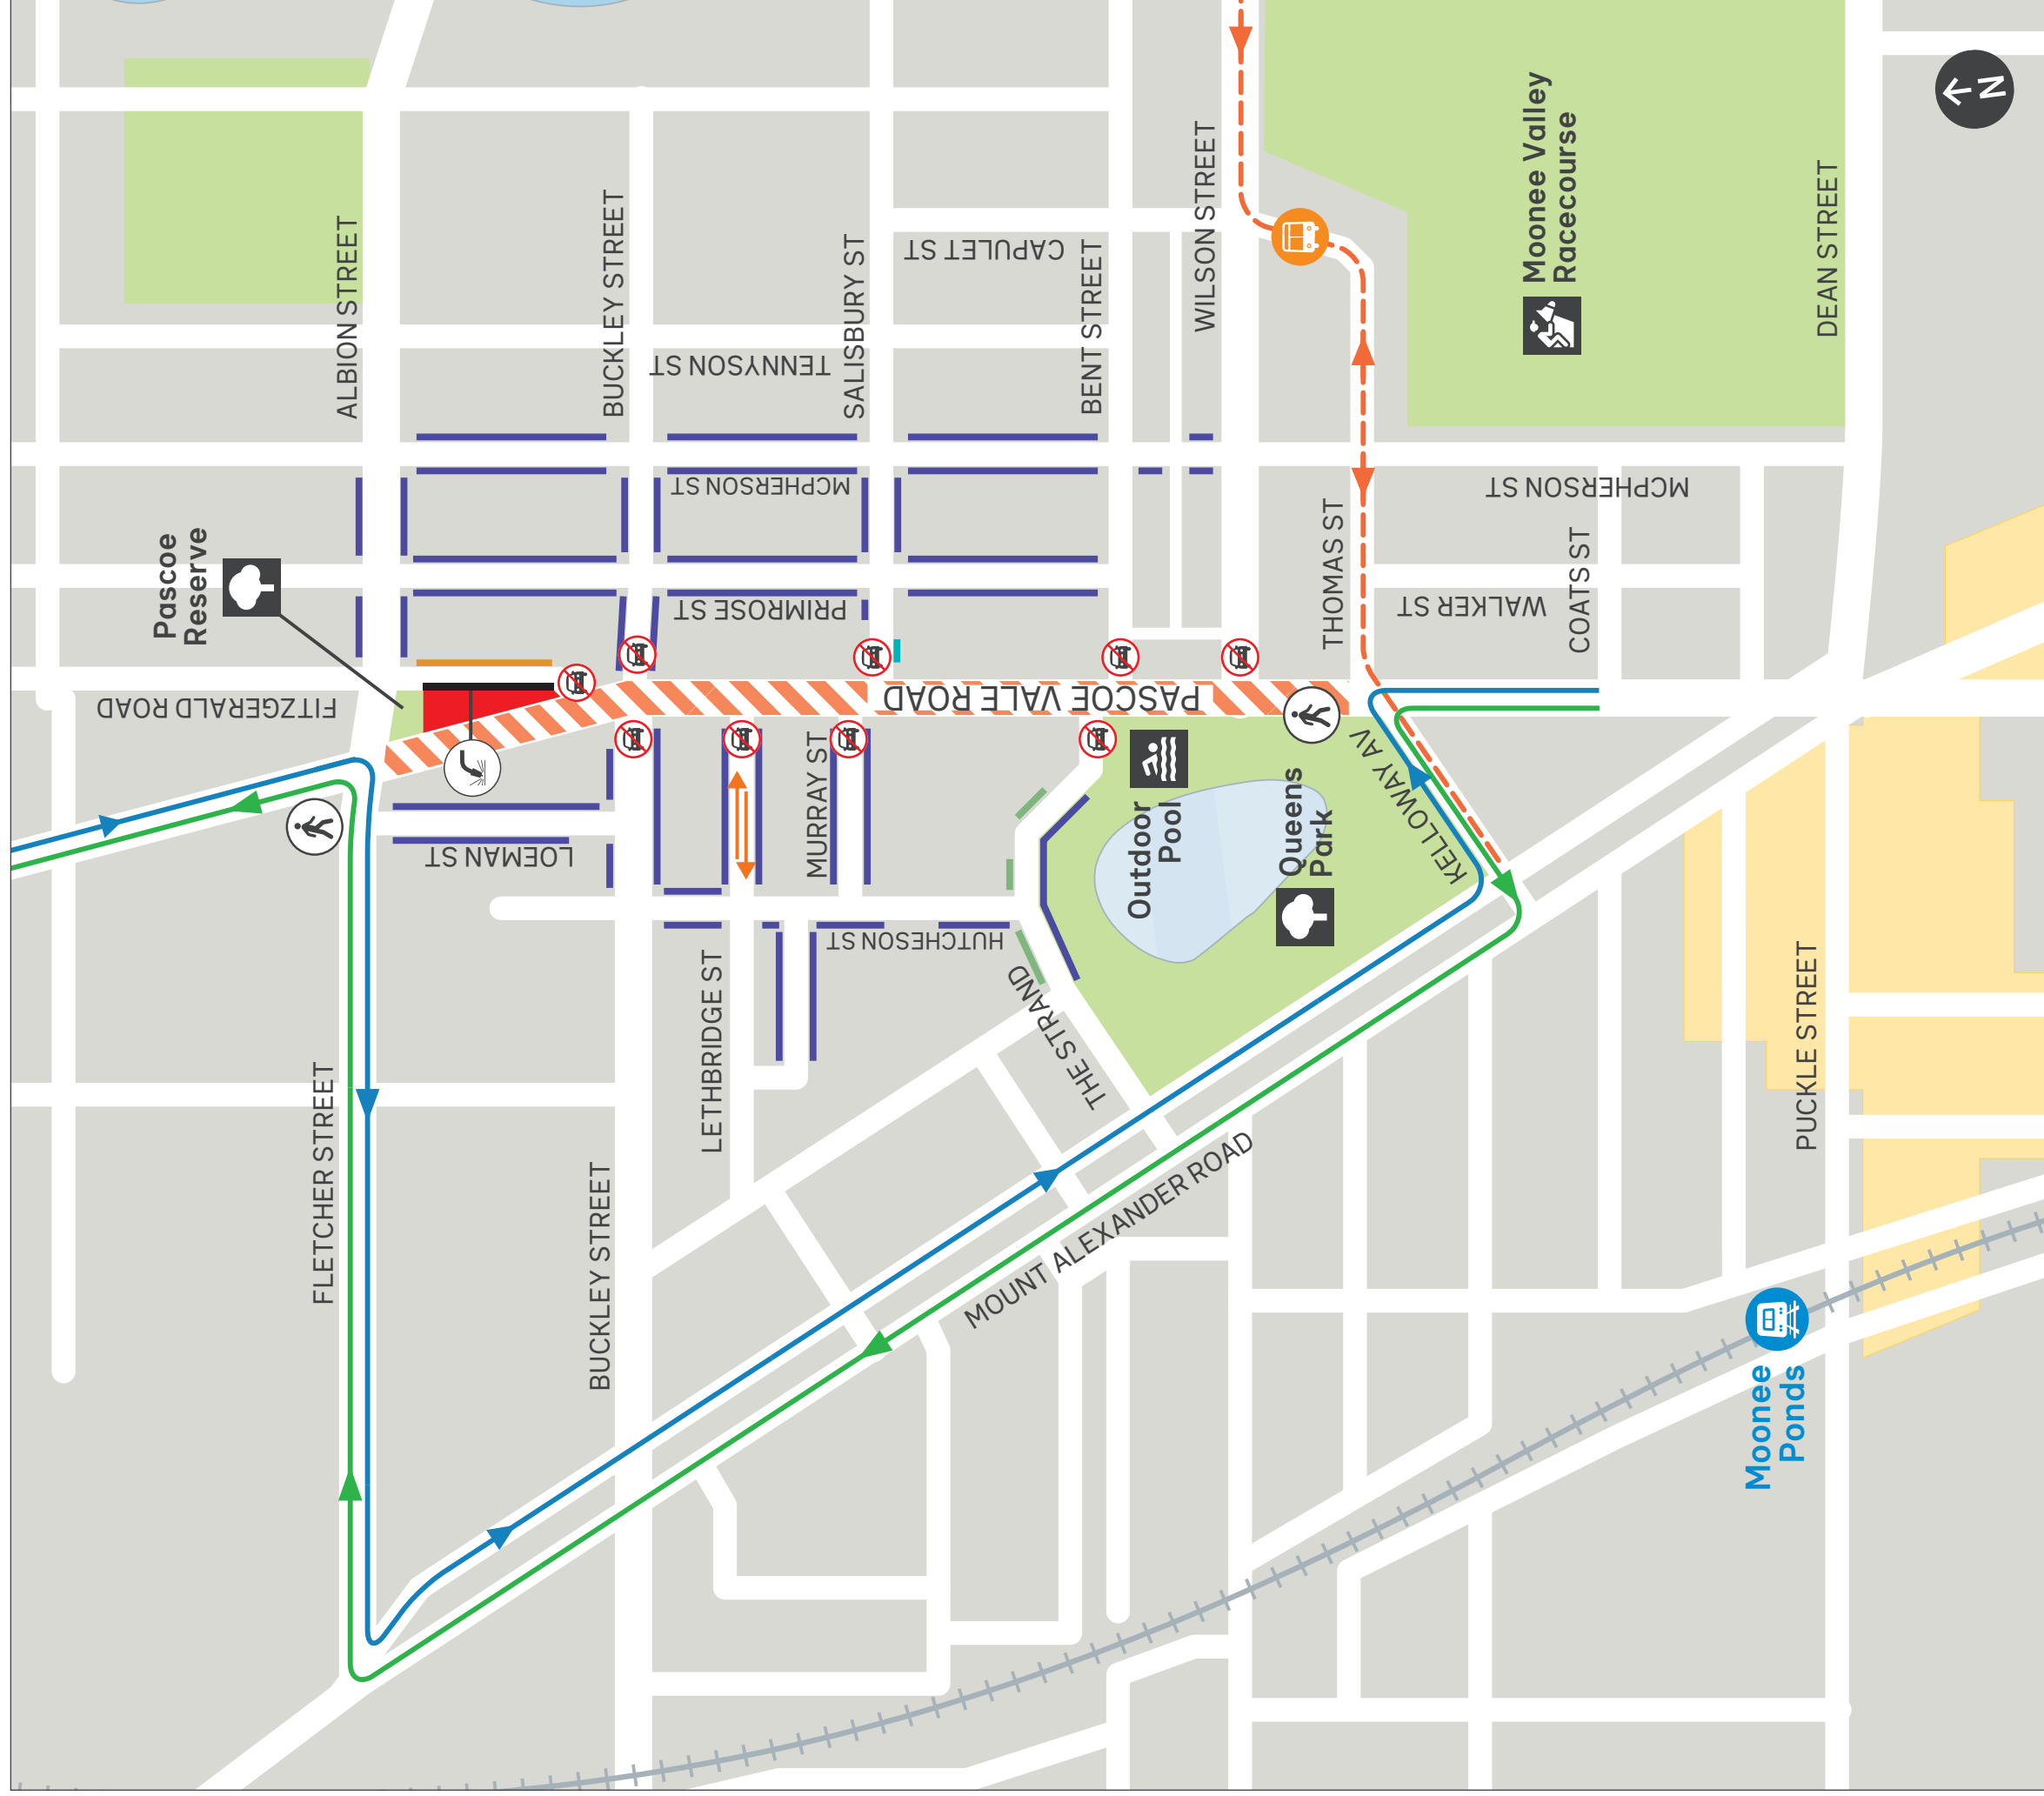 Pascoe
Reserve
FITZGERALD ROAD
ALBION STREET
BUCKLEY STREET
TENNYSON ST
SALISBURY ST
CAPULET ST
BENT STREET
WILSON STREET
Moonee Valley
Racecourse
DEAN STREET
N
MCPHERSON ST
PRIMROSE ST
THOMAS ST
MCPHERSON ST
WALKER ST
COATS ST
PASCOE VALE ROAD
LOEMAN ST
MURRAY ST
HUTCHESON ST
Outdoor
Pool
Queens
Park
KELLOWAY AV
THE STRAND
LETHBRIDGE ST
FLETCHER STREET
BUCKLEY STREET
MOUNT ALEXANDER ROAD
PUCKLE STREET
Moonee
Ponds